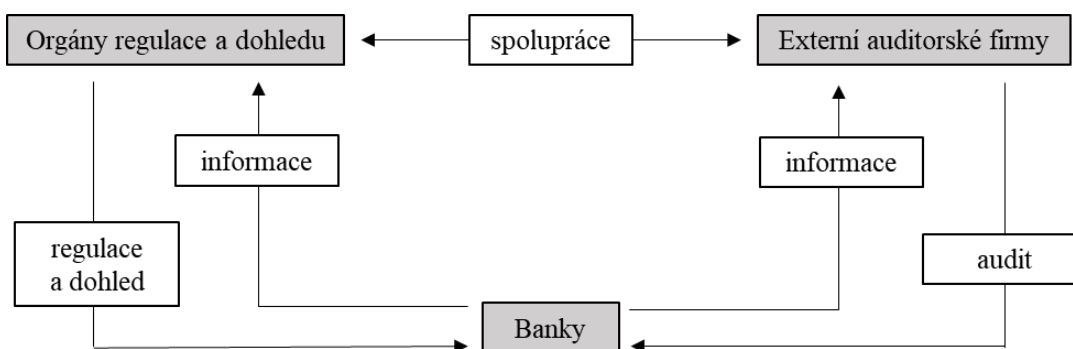 Orgány regulace a dohledu
spolupráce
Externí auditorské firmy
informace
informace
regulace
a dohled
audit
Banky